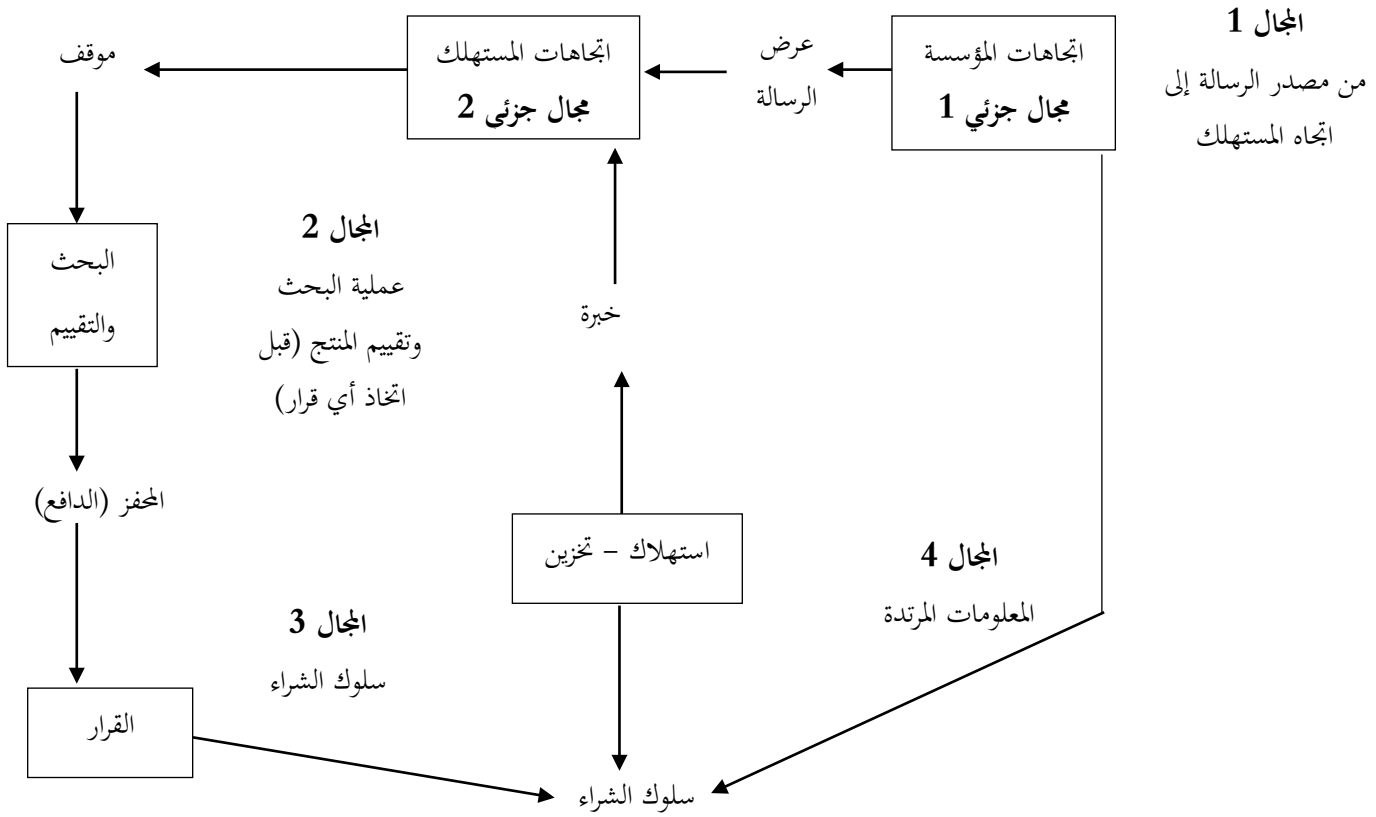 المجال 1
من مصدر الرسالة إلى
اتجاه المستهلك
اتجاهات المؤسسة
مجال جزئي 1
عرض
الرسالة
اتجاهات المستهلك
مجال جزئي 2
موقف
البحث
والتقييم
المجال 2
عملية البحث
وتقييم المنتج (قبل
اتخاذ أي قرار)
خبرة
المحفز (الدافع)
استهلاك – تخزين
المجال 4
المعلومات المرتدة
المجال 3
سلوك الشراء
القرار
سلوك الشراء